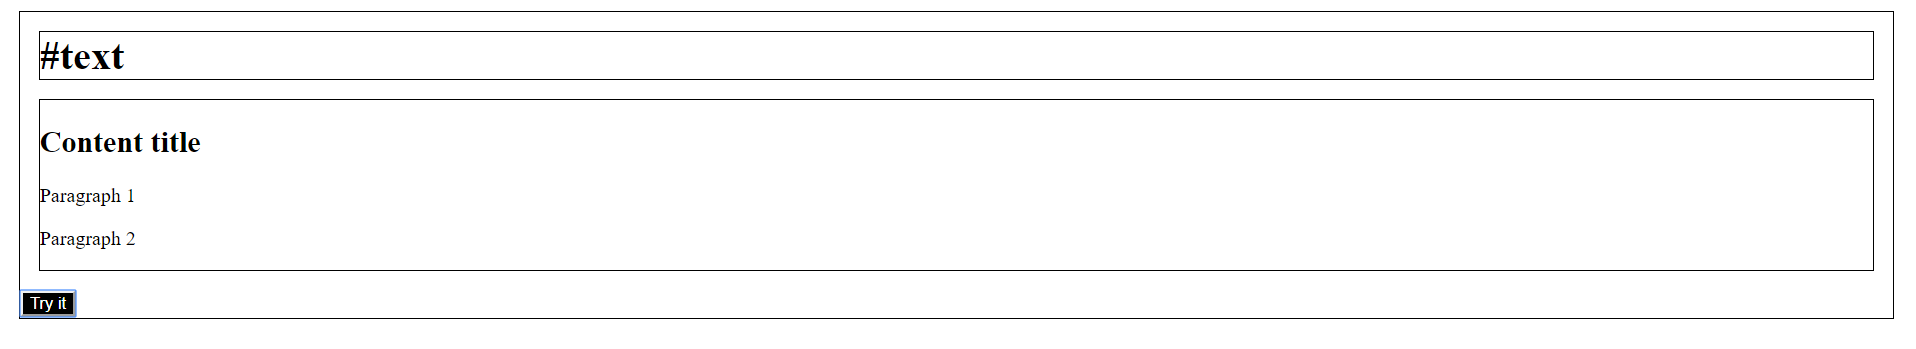 #text
Content title
Paragraph 1
Paragraph 2
Try it